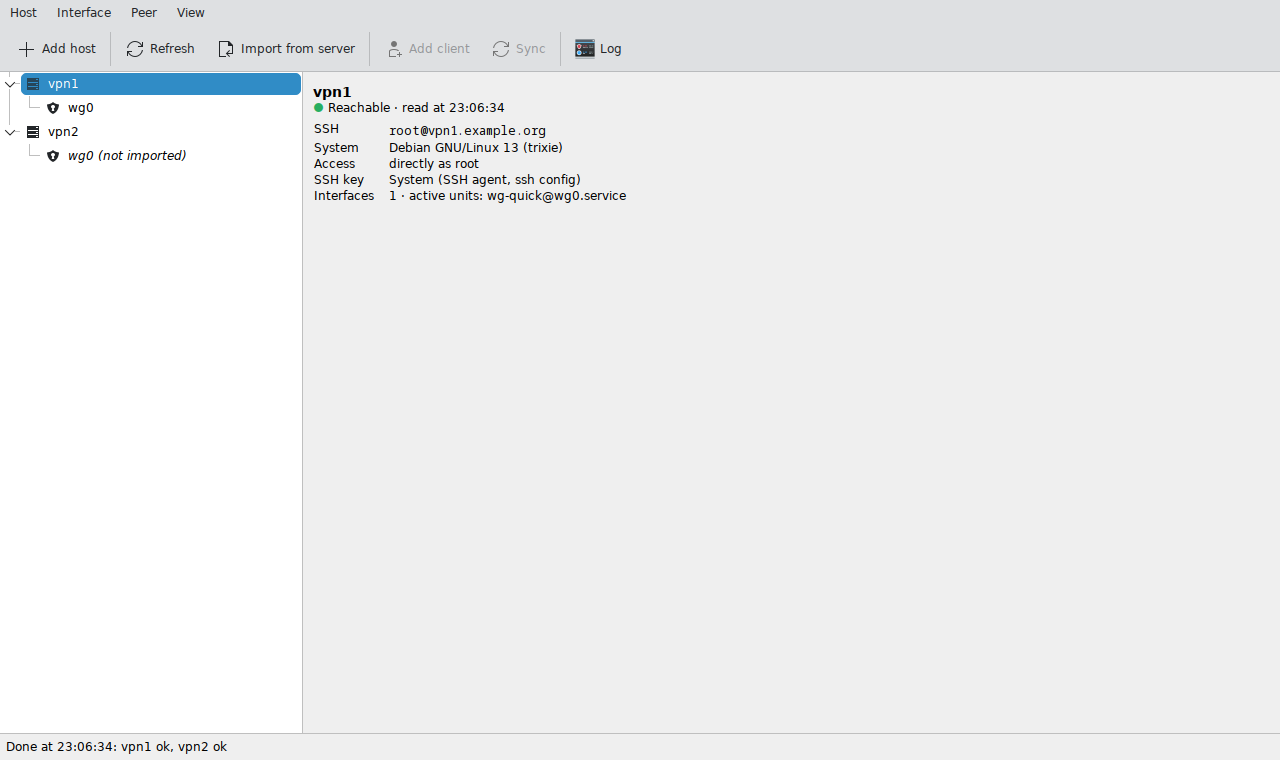 Host Interface Peer View
Add host Refresh Import from server Add client Sync Log
vpn1
wg0
vpn2
wg0 (not imported)
vpn1
Reachable · read at 23:06:34
SSH root@vpn1.example.org
System Debian GNU/Linux 13 (trixie)
Access directly as root
SSH key System (SSH agent, ssh config)
Interfaces 1 · active units: wg-quick@wg0.service
Done at 23:06:34: vpn1 ok, vpn2 ok